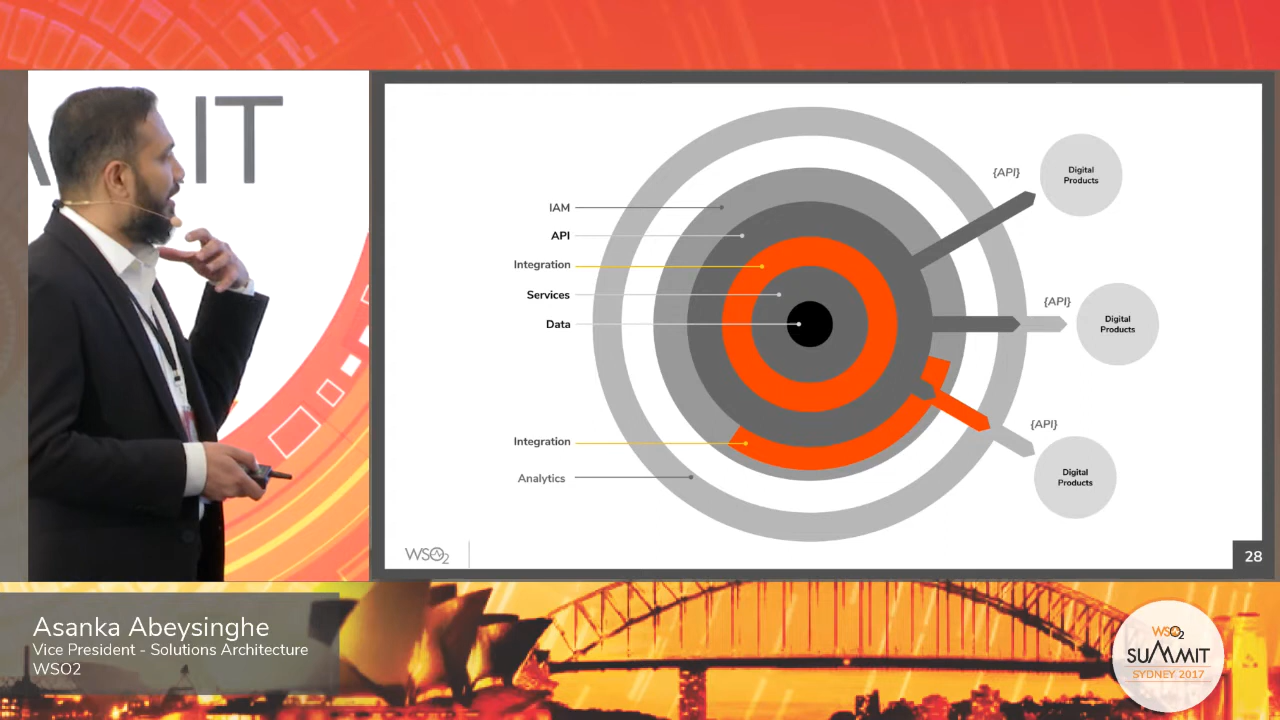 MIT
{API}
Digital
Products
IAM
API
Integration
Services
Data
{API}
Digital
Products
Integration
Analytics
{API}
Digital
Products
WSO2
28
Asanka Abeysinghe
Vice President - Solutions Architecture
WSO2
WSO2
SUMMIT
SYDNEY 2017